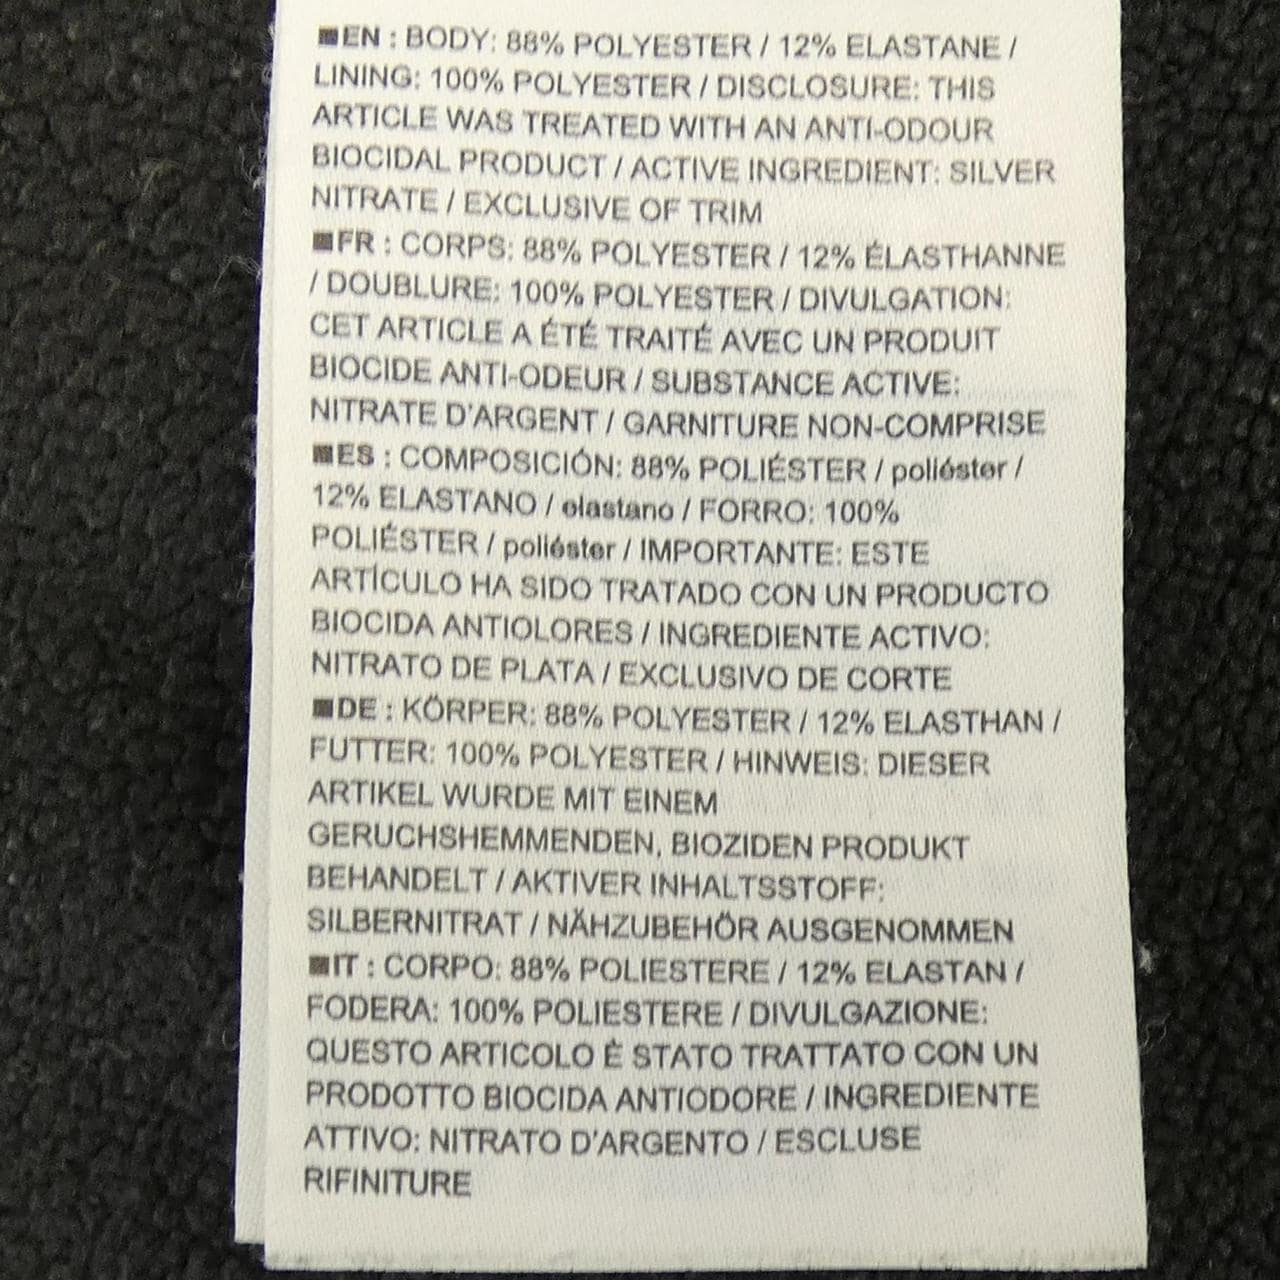 ■EN : BODY: 88% POLYESTER / 12% ELASTANE /
LINING: 100% POLYESTER / DISCLOSURE: THIS
ARTICLE WAS TREATED WITH AN ANTI-ODOUR
BIOCIDAL PRODUCT / ACTIVE INGREDIENT: SILVER
NITRATE / EXCLUSIVE OF TRIM
■FR : CORPS: 88% POLYESTER / 12% ÉLASTHANNE
/ DOUBLURE: 100% POLYESTER / DIVULGATION:
CET ARTICLE A ÉTÉ TRAITÉ AVEC UN PRODUIT
BIOCIDE ANTI-ODEUR / SUBSTANCE ACTIVE:
NITRATE D'ARGENT / GARNITURE NON-COMPRISE
■ES : COMPOSICIÓN: 88% POLIÉSTER / poliéster /
12% ELASTANO / elastano / FORRO: 100%
POLIÉSTER / poliéster / IMPORTANTE: ESTE
ARTÍCULO HA SIDO TRATADO CON UN PRODUCTO
BIOCIDA ANTIOLORES / INGREDIENTE ACTIVO:
NITRATO DE PLATA / EXCLUSIVO DE CORTE
■DE : KÖRPER: 88% POLYESTER / 12% ELASTHAN /
FUTTER: 100% POLYESTER / HINWEIS: DIESER
ARTIKEL WURDE MIT EINEM
GERUCHSHEMMENDEN, BIOZIDEN PRODUKT
BEHANDELT / AKTIVER INHALTSSTOFF:
SILBERNITRAT / NÄHZUBEHÖR AUSGENOMMEN
■IT : CORPO: 88% POLIESTERE / 12% ELASTAN /
FODERA: 100% POLIESTERE / DIVULGAZIONE:
QUESTO ARTICOLO È STATO TRATTATO CON UN
PRODOTTO BIOCIDA ANTIODORE / INGREDIENTE
ATTIVO: NITRATO D'ARGENTO / ESCLUSE
RIFINITURE